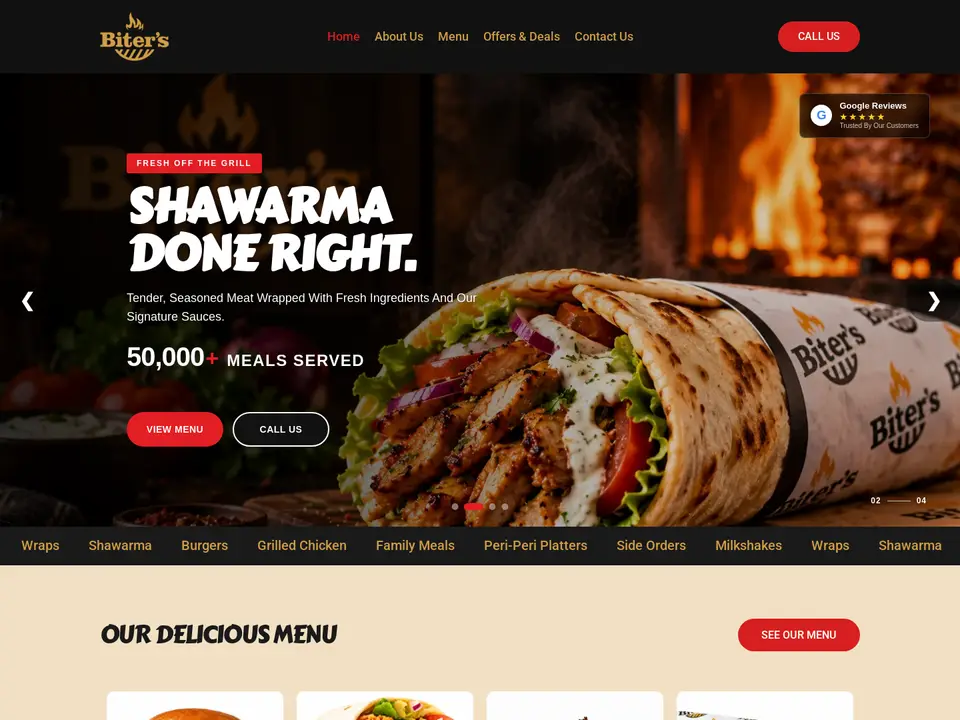 Biter's
Home About Us Menu Offers & Deals Contact Us
CALL US
Biter's
G
Google Reviews
★★★★★
Trusted By Our Customers
FRESH OFF THE GRILL
SHAWARMA
DONE RIGHT.
Tender, Seasoned Meat Wrapped With Fresh Ingredients And Our
Signature Sauces.
50,000+ MEALS SERVED
VIEW MENU
CALL US
❮
❯
Biter's
Biter's
Biter's
02 04
Wraps Shawarma Burgers Grilled Chicken Family Meals Peri-Peri Platters Side Orders Milkshakes Wraps Shawarma
OUR DELICIOUS MENU
SEE OUR MENU